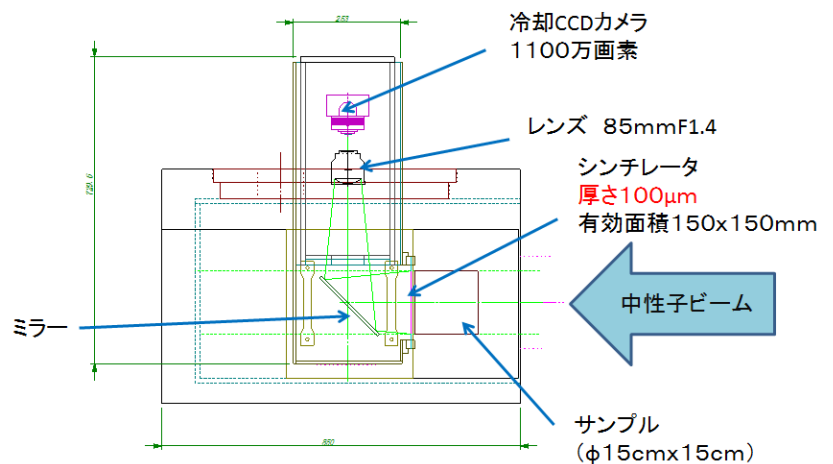 253
冷却CCDカメラ
1100万画素
レンズ 85mmF1.4
シンチレータ
厚さ100μm
有効面積150x150mm
中性子ビーム
ミラー
サンプル
(φ15cmx15cm)
850